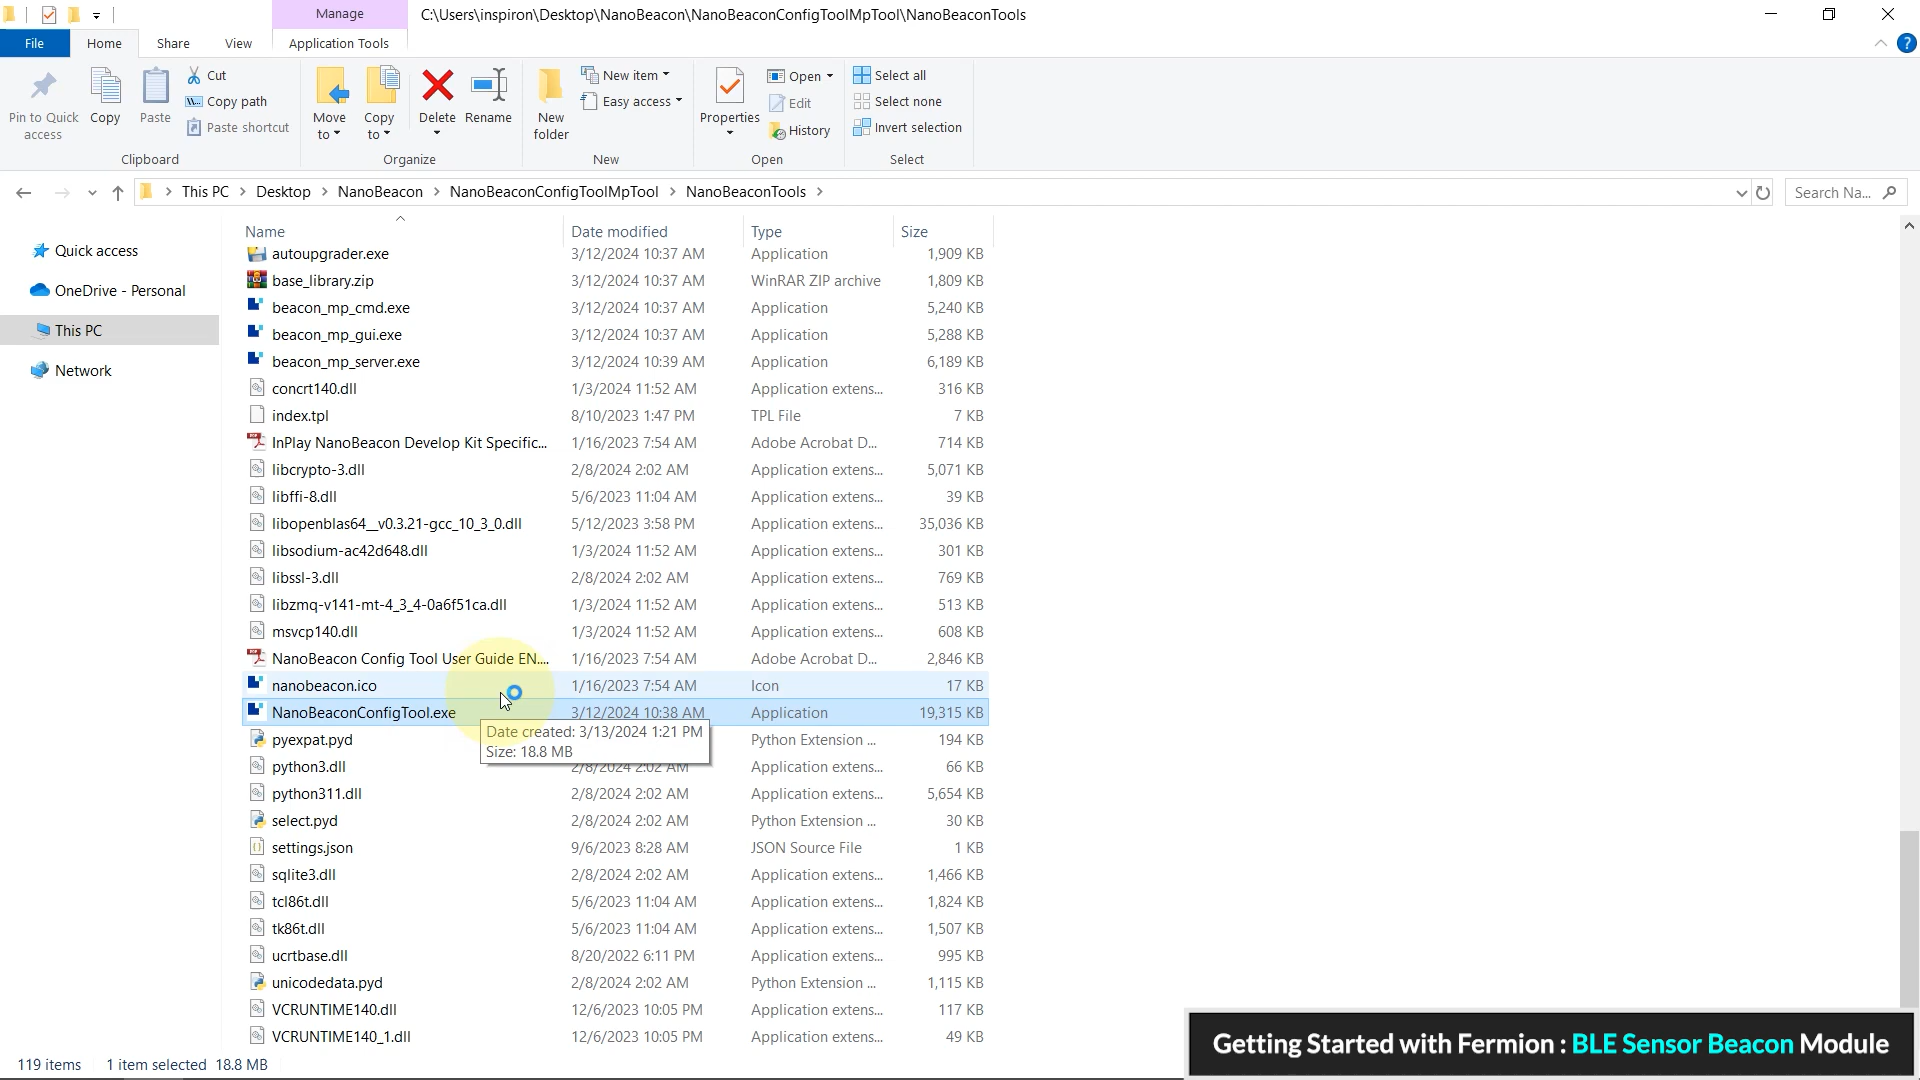 Manage
C:\Users\inspiron\Desktop\NanoBeacon\NanoBeaconConfigToolMpTool\NanoBeaconTools
File Home Share View Application Tools
Pin to Quick access
Copy
Paste
Cut
Copy path
Paste shortcut
Clipboard
Move to
Copy to
Delete
Rename
Organize
New folder
New item
Easy access
New
Properties
Open
Edit
History
Open
Select all
Select none
Invert selection
Select
This PC > Desktop > NanoBeacon > NanoBeaconConfigToolMpTool > NanoBeaconTools >
Search Na...
Quick access
OneDrive - Personal
This PC
Network
Name Date modified Type Size
autoupgrader.exe 3/12/2024 10:37 AM Application 1,909 KB
base_library.zip 3/12/2024 10:37 AM WinRAR ZIP archive 1,809 KB
beacon_mp_cmd.exe 3/12/2024 10:37 AM Application 5,240 KB
beacon_mp_gui.exe 3/12/2024 10:37 AM Application 5,288 KB
beacon_mp_server.exe 3/12/2024 10:39 AM Application 6,189 KB
concrt140.dll 1/3/2024 11:52 AM Application extens... 316 KB
index.tpl 8/10/2023 1:47 PM TPL File 7 KB
InPlay NanoBeacon Develop Kit Specific... 1/16/2023 7:54 AM Adobe Acrobat D... 714 KB
libcrypto-3.dll 2/8/2024 2:02 AM Application extens... 5,071 KB
libffi-8.dll 5/6/2023 11:04 AM Application extens... 39 KB
libopenblas64__v0.3.21-gcc_10_3_0.dll 5/12/2023 3:58 PM Application extens... 35,036 KB
libsodium-ac42d648.dll 1/3/2024 11:52 AM Application extens... 301 KB
libssl-3.dll 2/8/2024 2:02 AM Application extens... 769 KB
libzmq-v141-mt-4_3_4-0a6f51ca.dll 1/3/2024 11:52 AM Application extens... 513 KB
msvcp140.dll 1/3/2024 11:52 AM Application extens... 608 KB
NanoBeacon Config Tool User Guide EN.... 1/16/2023 7:54 AM Adobe Acrobat D... 2,846 KB
nanobeacon.ico 1/16/2023 7:54 AM Icon 17 KB
NanoBeaconConfigTool.exe 3/12/2024 10:38 AM Application 19,315 KB
Date created: 3/13/2024 1:21 PM
Size: 18.8 MB
pyexpat.pyd Python Extension ... 194 KB
python3.dll 2/8/2024 2:02 AM Application extens... 66 KB
python311.dll 2/8/2024 2:02 AM Application extens... 5,654 KB
select.pyd 2/8/2024 2:02 AM Python Extension ... 30 KB
settings.json 9/6/2023 8:28 AM JSON Source File 1 KB
sqlite3.dll 2/8/2024 2:02 AM Application extens... 1,466 KB
tcl86t.dll 5/6/2023 11:04 AM Application extens... 1,824 KB
tk86t.dll 5/6/2023 11:04 AM Application extens... 1,507 KB
ucrtbase.dll 8/20/2022 6:11 PM Application extens... 995 KB
unicodedata.pyd 2/8/2024 2:02 AM Python Extension ... 1,115 KB
VCRUNTIME140.dll 12/6/2023 10:05 PM Application extens... 117 KB
VCRUNTIME140_1.dll 12/6/2023 10:05 PM Application extens... 49 KB
119 items 1 item selected 18.8 MB
Getting Started with Fermion : BLE Sensor Beacon Module